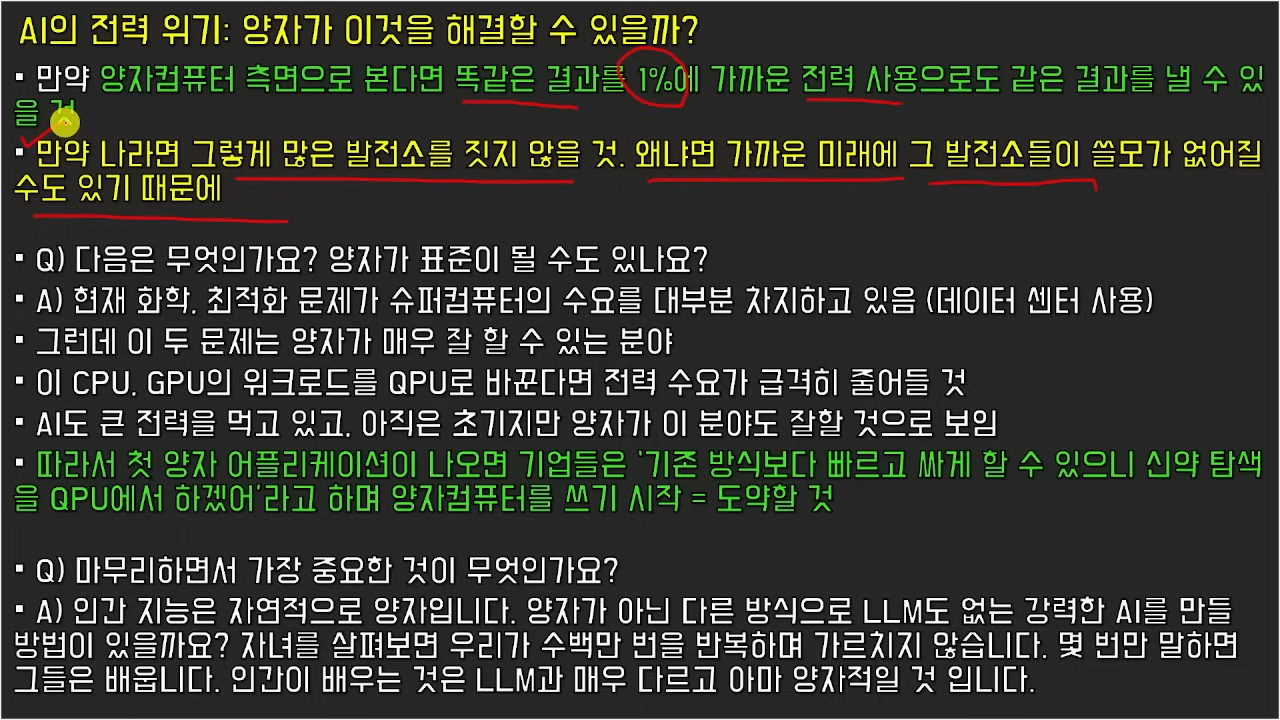 AI의 전력 위기: 양자가 이것을 해결할 수 있을까?
▪ 만약 양자컴퓨터 측면으로 본다면 똑같은 결과를 1%에 가까운 전력 사용으로도 같은 결과를 낼 수 있
을 것
▪ 만약 나라면 그렇게 많은 발전소를 짓지 않을 것. 왜냐면 가까운 미래에 그 발전소들이 쓸모가 없어질
수도 있기 때문에
▪ Q) 다음은 무엇인가요? 양자가 표준이 될 수도 있나요?
▪ A) 현재 화학, 최적화 문제가 슈퍼컴퓨터의 수요를 대부분 차지하고 있음 (데이터 센터 사용)
▪ 그런데 이 두 문제는 양자가 매우 잘 할 수 있는 분야
▪ 이 CPU, GPU의 워크로드를 QPU로 바꾼다면 전력 수요가 급격히 줄어들 것
▪ AI도 큰 전력을 먹고 있고, 아직은 초기지만 양자가 이 분야도 잘할 것으로 보임
▪ 따라서 첫 양자 어플리케이션이 나오면 기업들은 '기존 방식보다 빠르고 싸게 할 수 있으니 신약 탐색
을 QPU에서 하겠어'라고 하며 양자컴퓨터를 쓰기 시작 = 도약할 것
▪ Q) 마무리하면서 가장 중요한 것이 무엇인가요?
▪ A) 인간 지능은 자연적으로 양자입니다. 양자가 아닌 다른 방식으로 LLM도 없는 강력한 AI를 만들
방법이 있을까요? 자녀를 살펴보면 우리가 수백만 번을 반복하며 가르치지 않습니다. 몇 번만 말하면
그들은 배웁니다. 인간이 배우는 것은 LLM과 매우 다르고 아마 양자적일 것 입니다.